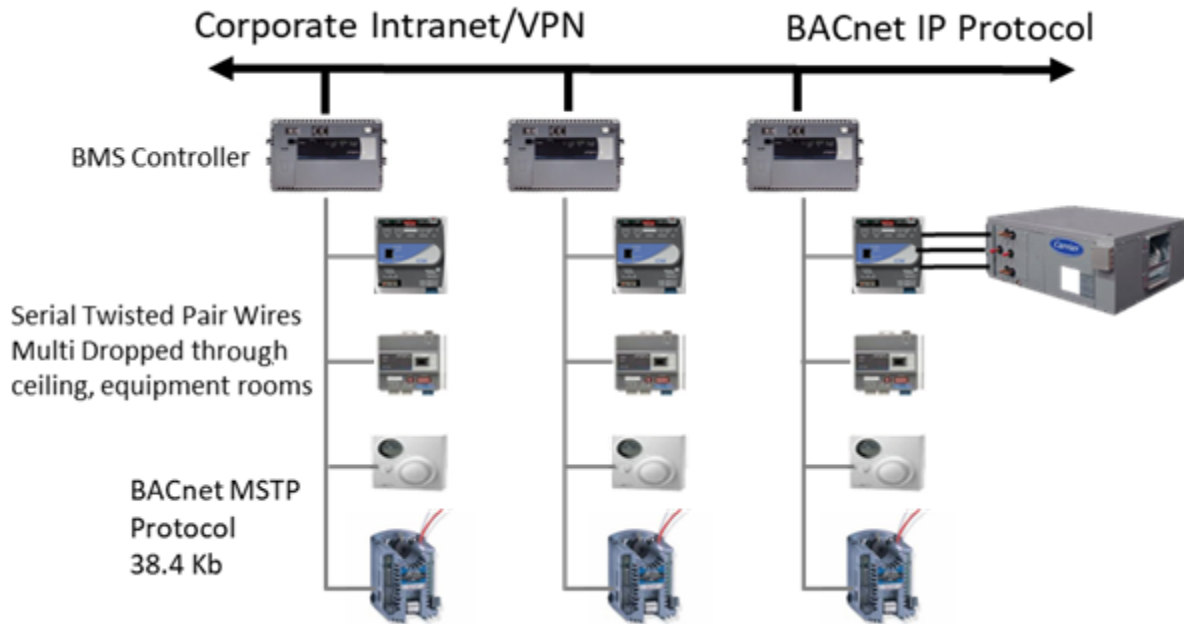 Corporate Intranet/VPN
BACnet IP Protocol
BMS Controller
Serial Twisted Pair Wires
Multi Dropped through
ceiling, equipment rooms
BACnet MSTP
Protocol
38.4 Kb
Carrier